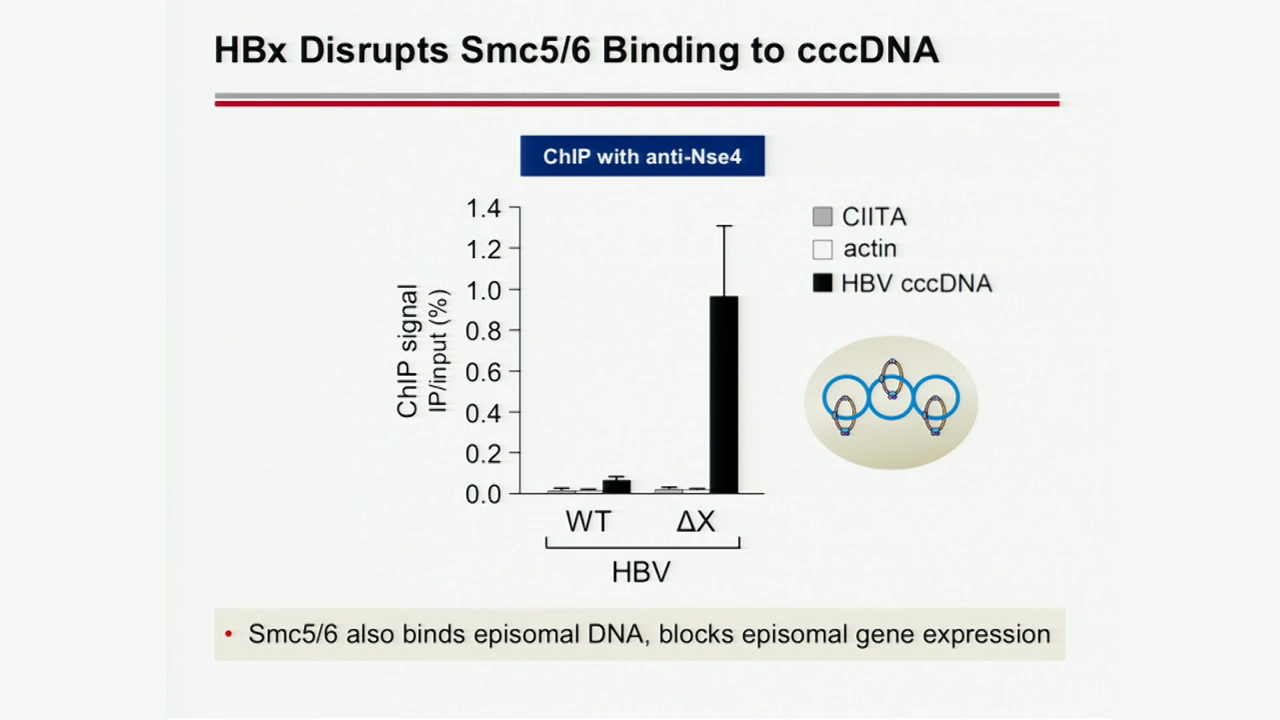 HBx Disrupts Smc5/6 Binding to cccDNA
ChIP with anti-Nse4
ChIP signal
IP/input (%)
1.4
1.2
1.0
0.8
0.6
0.4
0.2
0.0
CIITA
actin
HBV cccDNA
WT
ΔX
HBV
• Smc5/6 also binds episomal DNA, blocks episomal gene expression